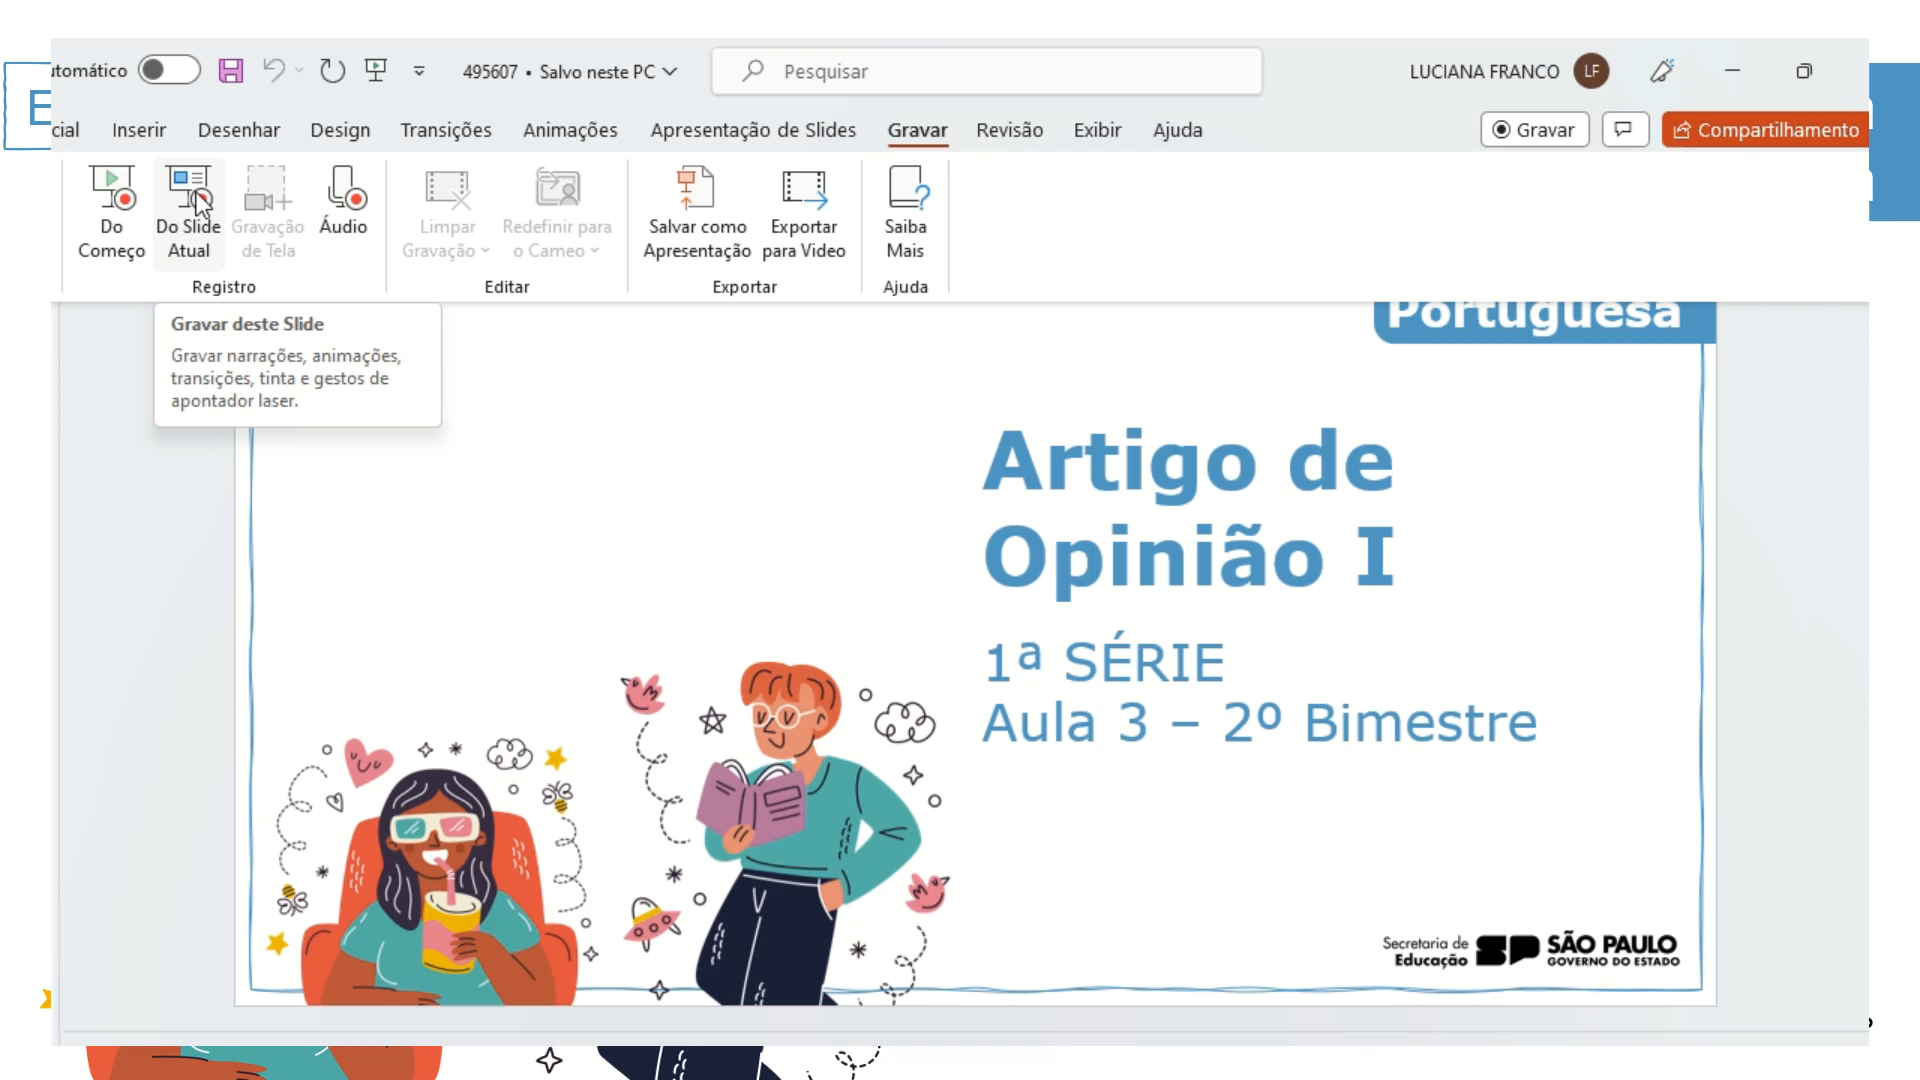 utomático
495607 • Salvo neste PC
Pesquisar
LUCIANA FRANCO LF
E
cial Inserir Desenhar Design Transições Animações Apresentação de Slides Gravar Revisão Exibir Ajuda
Gravar
Compartilhamento
Do
Começo
Do Slide
Atual
Gravação
de Tela
Áudio
Limpar
Gravação
Redefinir para
o Cameo
Salvar como
Apresentação
Exportar
para Video
Saiba
Mais
Registro
Editar
Exportar
Ajuda
Gravar deste Slide
Gravar narrações, animações,
transições, tinta e gestos de
apontador laser.
Portuguesa
Artigo de
Opinião I
1ª SÉRIE
Aula 3 – 2º Bimestre
Secretaria de
Educação
SP
SÃO PAULO
GOVERNO DO ESTADO